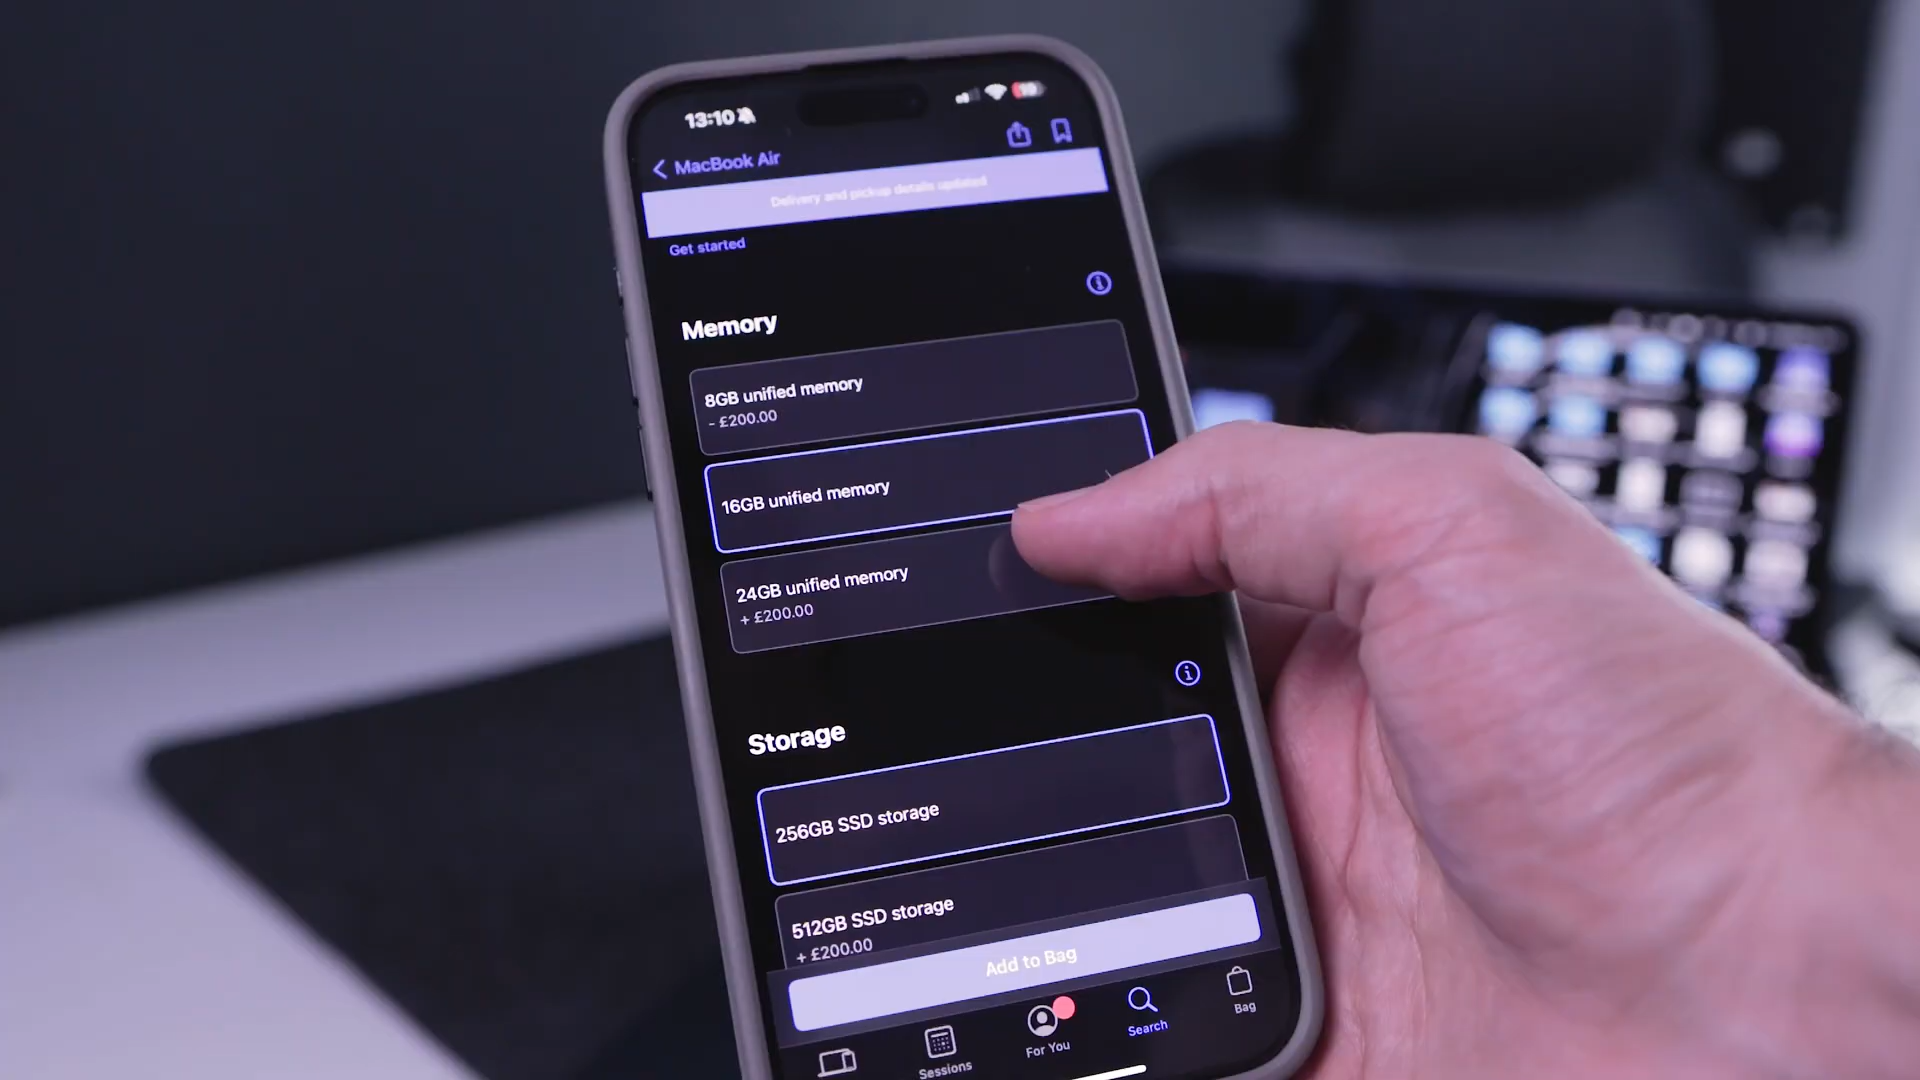 13:10
MacBook Air
Delivery and pickup details updated
Get started
Memory
8GB unified memory
- £200.00
16GB unified memory
24GB unified memory
+ £200.00
Storage
256GB SSD storage
512GB SSD storage
+ £200.00
Add to Bag
Sessions
For You
Search
Bag